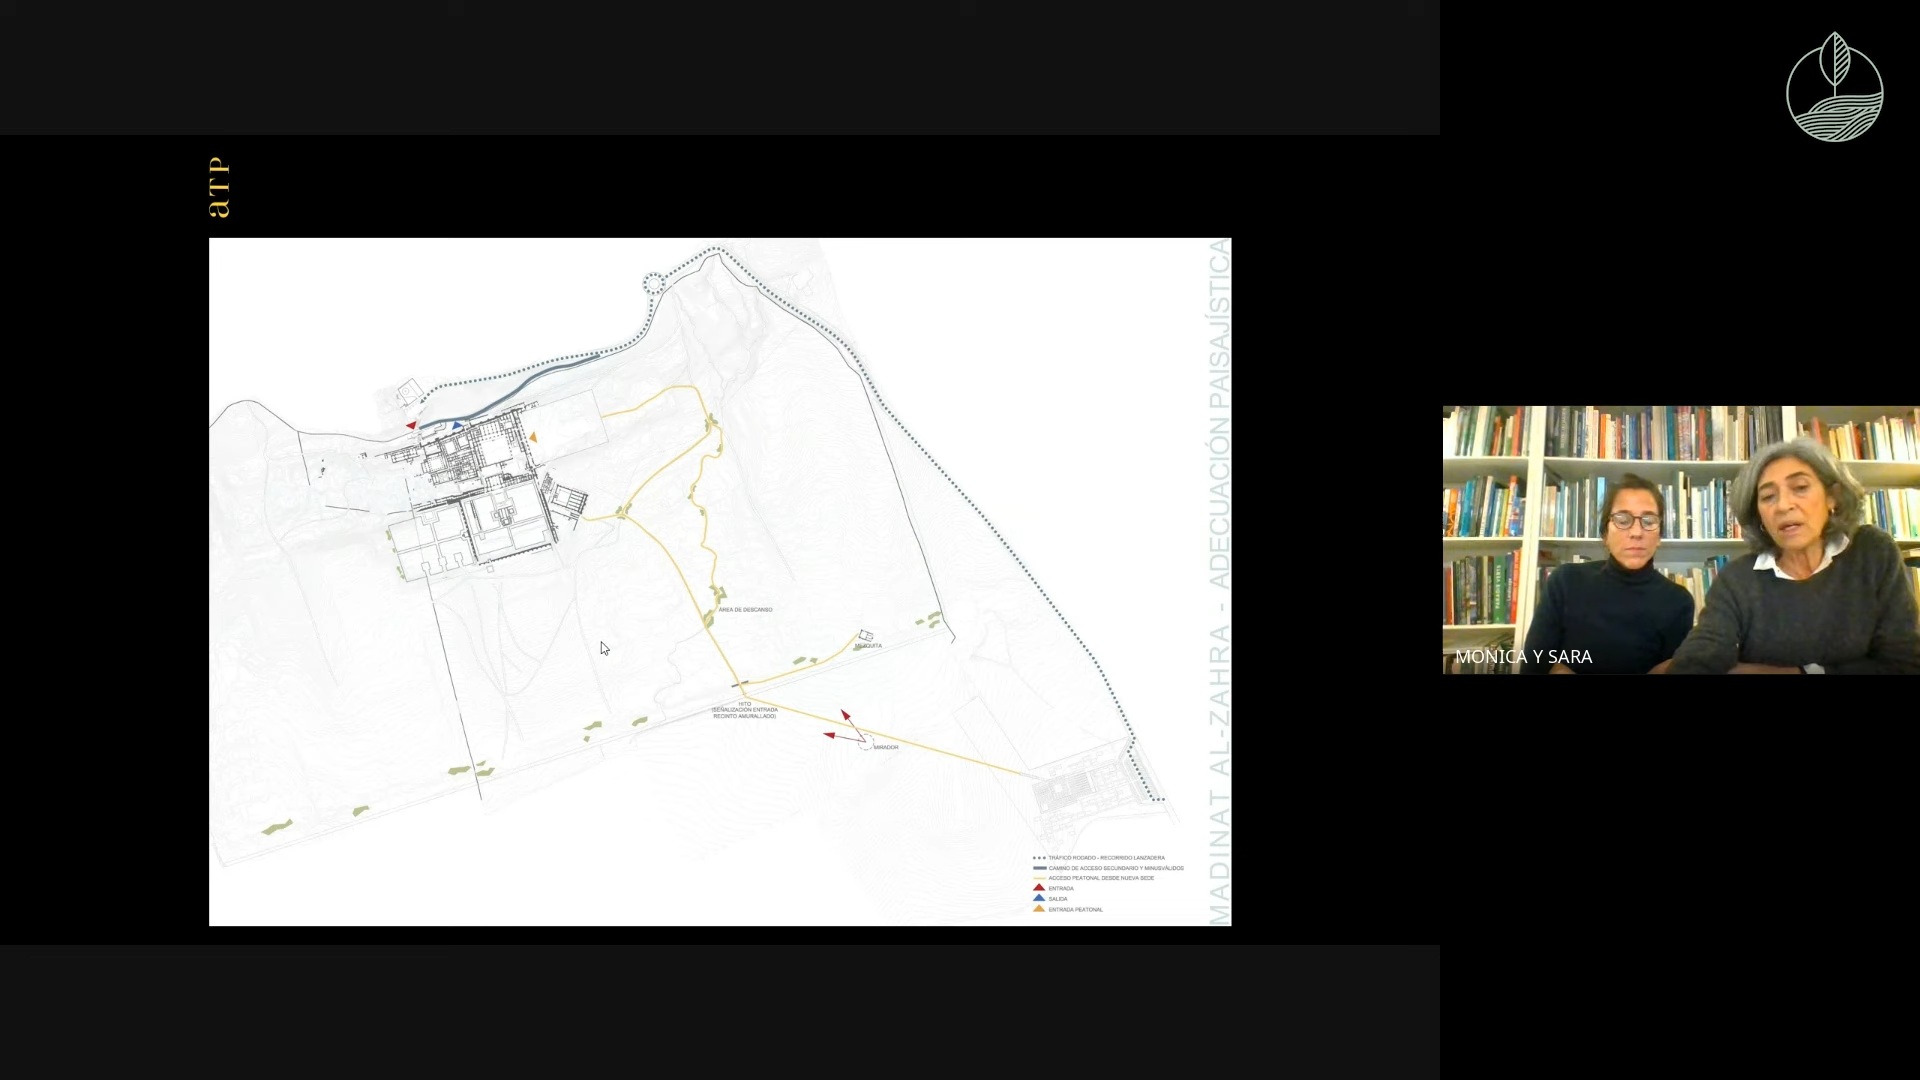 aTP
MADINAT AL-ZAHRA - ADECUACIÓN PAISAJÍSTICA
ÁREA DE DESCANSO
MEZQUITA
HITO
(SEÑALIZACIÓN ENTRADA
RECINTO AMURALLADO)
MIRADOR
TRÁFICO RODADO - RECORRIDO LANZADERA
CAMINO DE ACCESO SECUNDARIO Y MINUSVÁLIDOS
ACCESO PEATONAL DESDE NUEVA SEDE
ENTRADA
SALIDA
ENTRADA PEATONAL
MONICA Y SARA